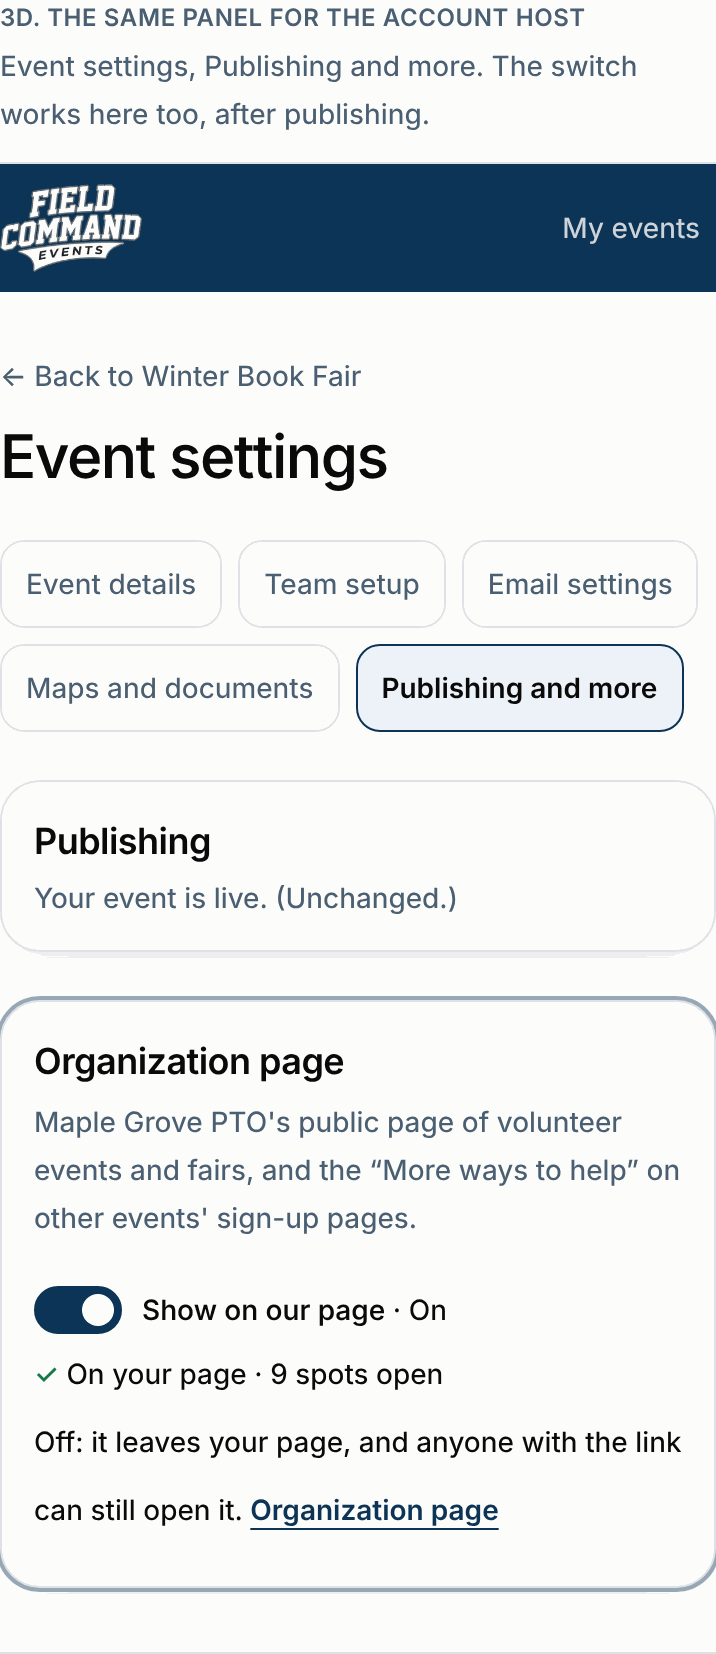 3D. THE SAME PANEL FOR THE ACCOUNT HOST
Event settings, Publishing and more. The switch
works here too, after publishing.
FIELD
COMMAND
EVENTS
My events
← Back to Winter Book Fair
Event settings
Event details
Team setup
Email settings
Maps and documents
Publishing and more
Publishing
Your event is live. (Unchanged.)
Organization page
Maple Grove PTO's public page of volunteer
events and fairs, and the “More ways to help” on
other events' sign-up pages.
Show on our page · On
✓ On your page · 9 spots open
Off: it leaves your page, and anyone with the link
can still open it. Organization page